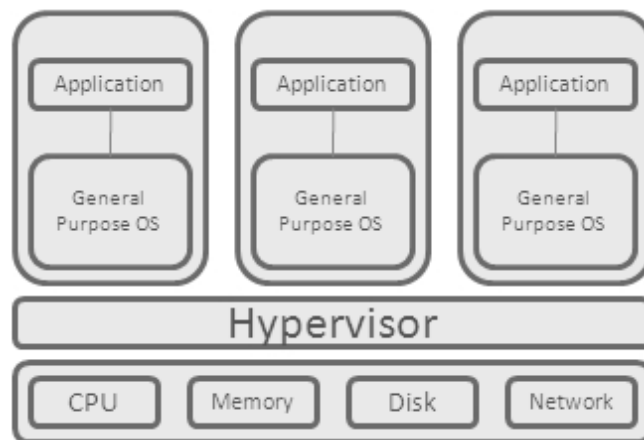 Application
Application
Application
General
Purpose OS
General
Purpose OS
General
Purpose OS
Hypervisor
CPU
Memory
Disk
Network